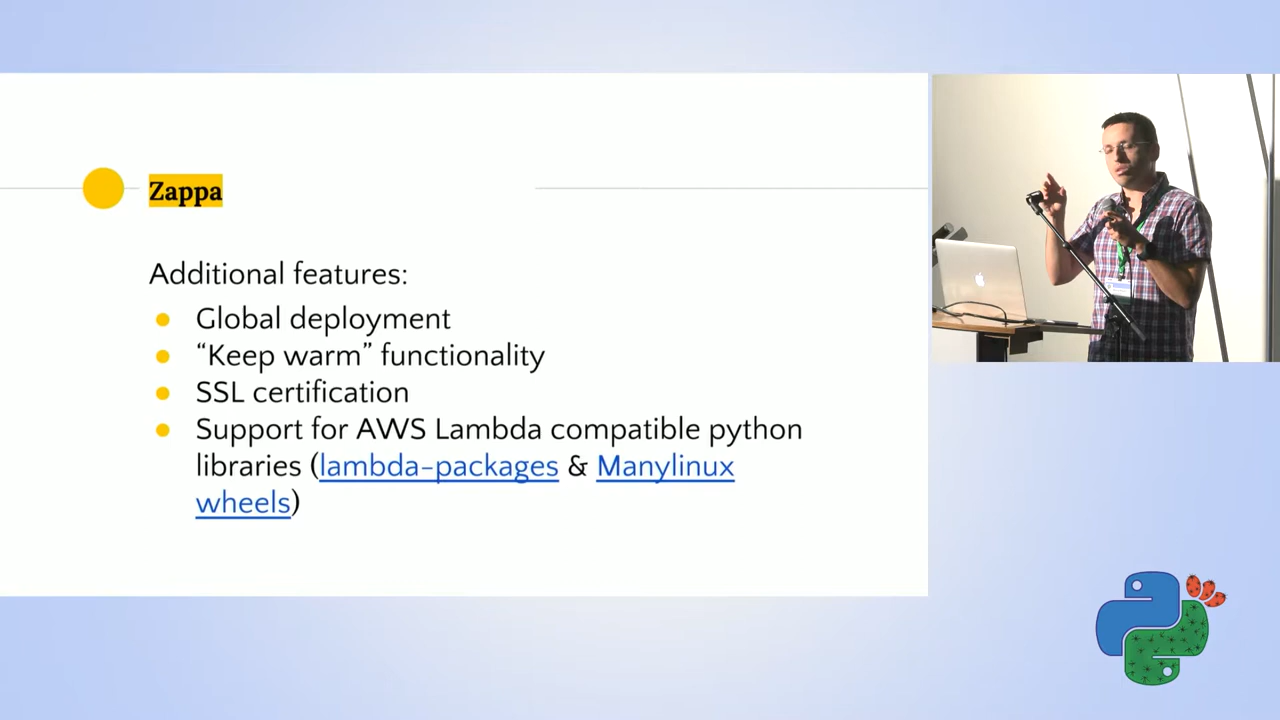 Zappa
Additional features:
● Global deployment
● “Keep warm” functionality
● SSL certification
● Support for AWS Lambda compatible python
libraries (lambda-packages & Manylinux
wheels)